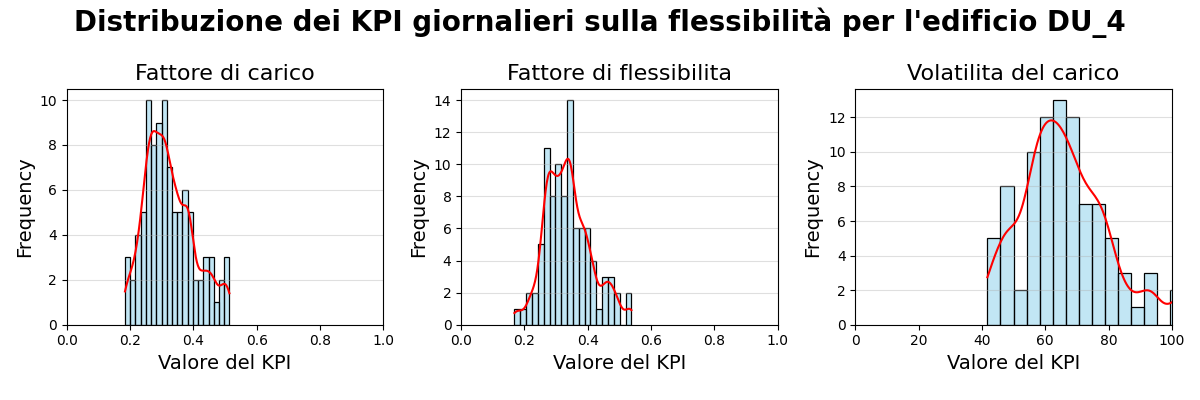 Distribuzione dei KPI giornalieri sulla flessibilità per l'edificio DU_4
Fattore di carico
Fattore di flessibilita
Volatilita del carico
Frequency
10
8
6
4
2
0
0.0 0.2 0.4 0.6 0.8 1.0
Valore del KPI
Frequency
14
12
10
8
6
4
2
0
0.0 0.2 0.4 0.6 0.8 1.0
Valore del KPI
Frequency
12
10
8
6
4
2
0
0 20 40 60 80 100
Valore del KPI